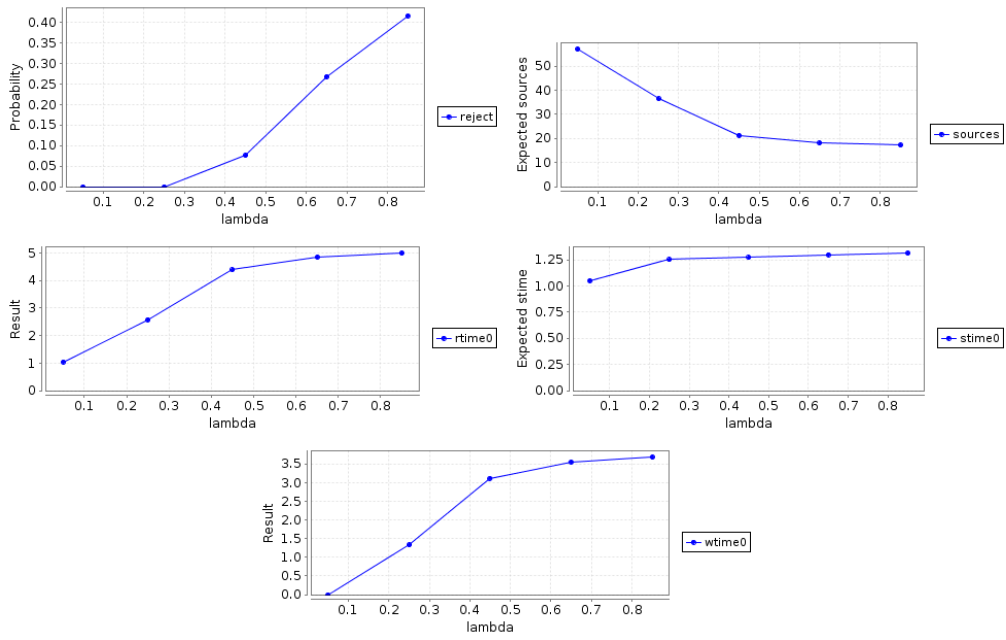 Probability
0.40
0.35
0.30
0.25
0.20
0.15
0.10
0.05
0.00
0.1 0.2 0.3 0.4 0.5 0.6 0.7 0.8
lambda
reject
Expected sources
50
40
30
20
10
0
0.1 0.2 0.3 0.4 0.5 0.6 0.7 0.8
lambda
sources
Result
5
4
3
2
1
0
0.1 0.2 0.3 0.4 0.5 0.6 0.7 0.8
lambda
rtime0
Expected stime
1.25
1.00
0.75
0.50
0.25
0.00
0.1 0.2 0.3 0.4 0.5 0.6 0.7 0.8
lambda
stime0
Result
3.5
3.0
2.5
2.0
1.5
1.0
0.5
0.0
0.1 0.2 0.3 0.4 0.5 0.6 0.7 0.8
lambda
wtime0